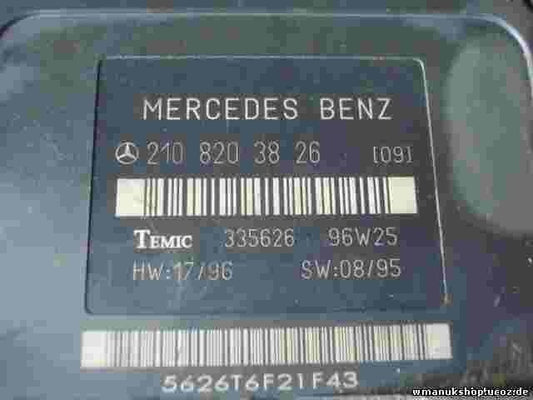 MERCEDES BENZ
210 820 38 26 [09]
TEMIC 335626 96W25
HW:17/96 SW:08/95
5626T6F21F43
wmanukshop1.ucoz.de